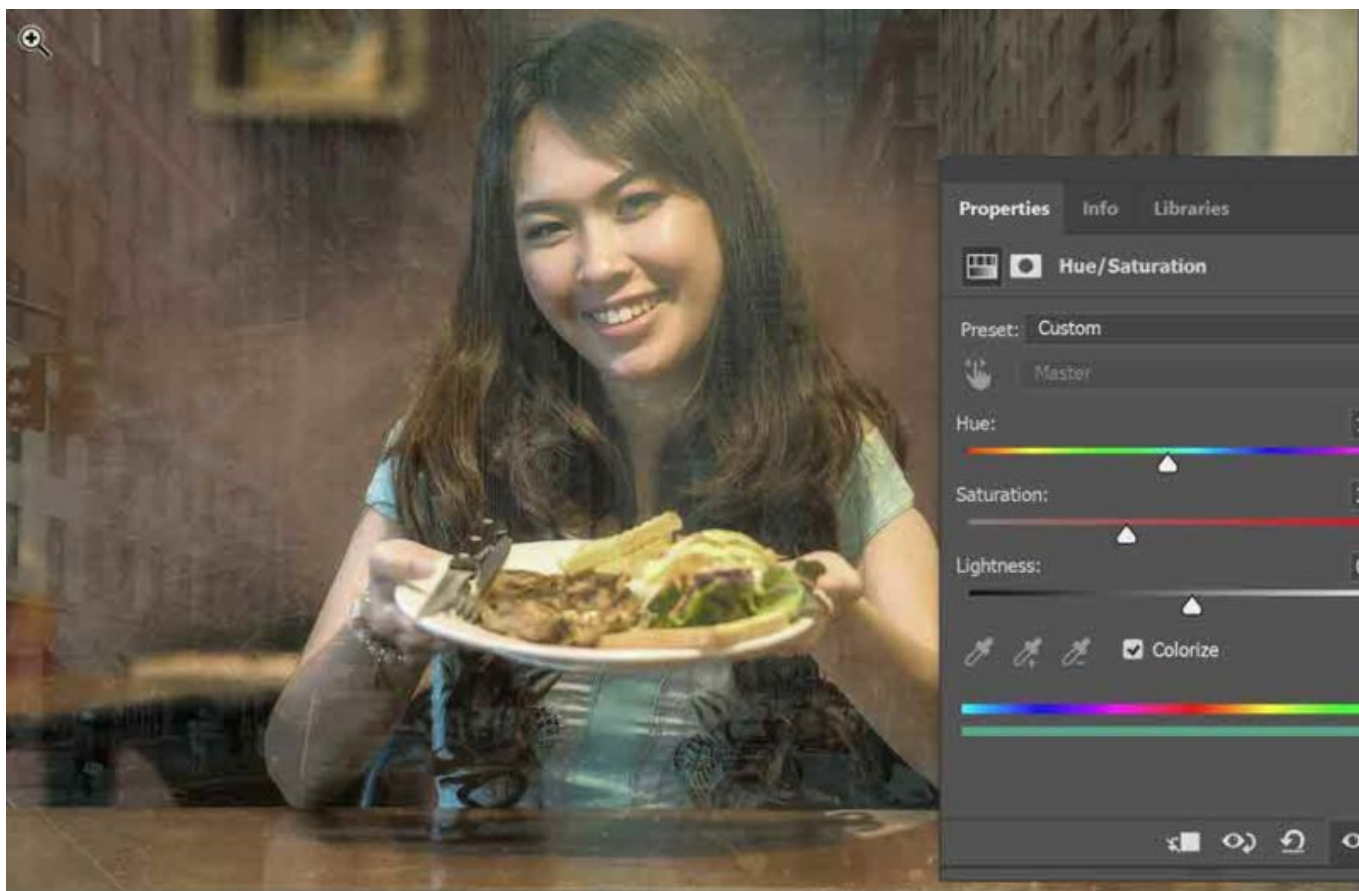 Properties Info Libraries
Hue/Saturation
Preset: Custom
Master
Hue:
Saturation:
Lightness:
Colorize